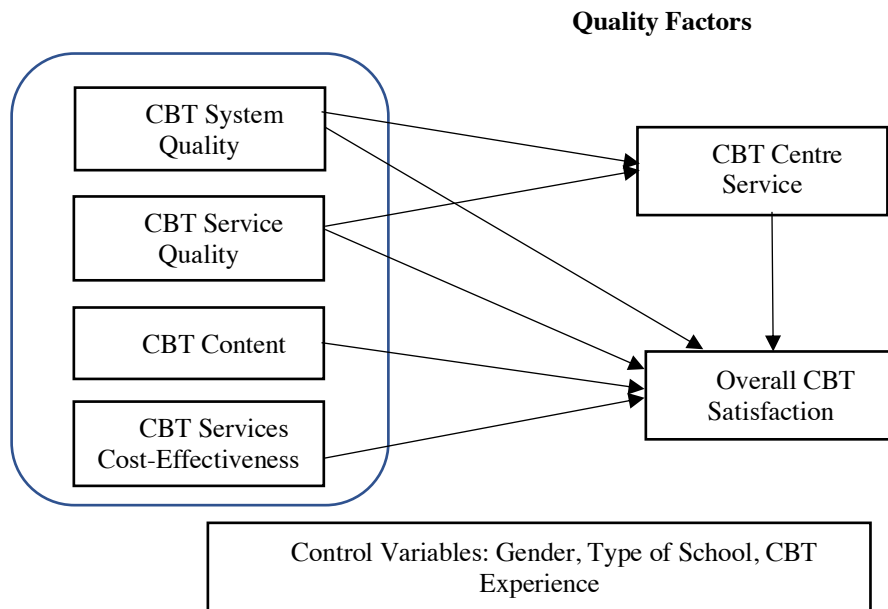 Quality Factors
CBT System
Quality
CBT Service
Quality
CBT Content
CBT Services
Cost-Effectiveness
CBT Centre
Service
Overall CBT
Satisfaction
Control Variables: Gender, Type of School, CBT
Experience